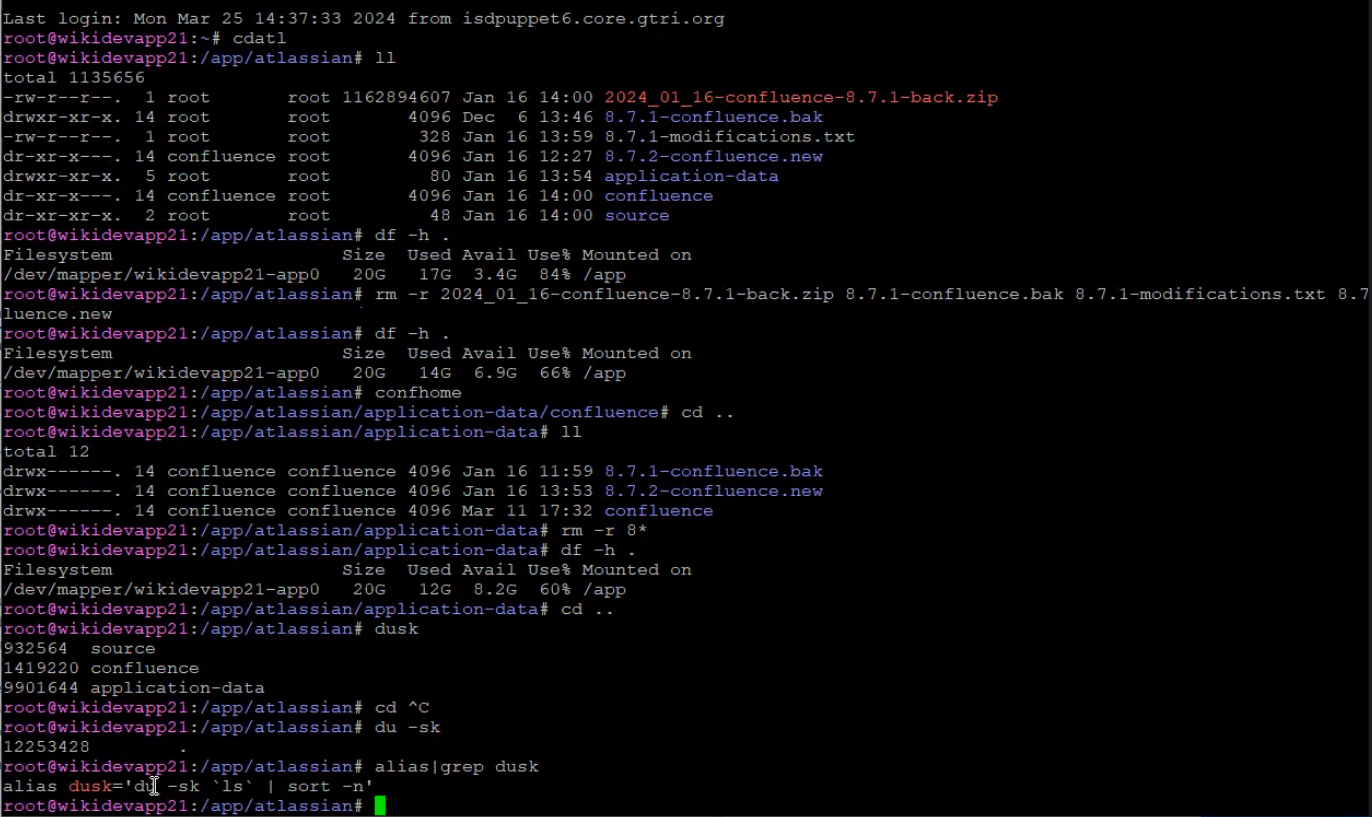 Last login: Mon Mar 25 14:37:33 2024 from isdpuppet6.core.gtri.org
root@wikidevapp21:~# cdatl
root@wikidevapp21:/app/atlassian# ll
total 1135656
-rw-r--r--.  1 root       root 1162894607 Jan 16 14:00 2024_01_16-confluence-8.7.1-back.zip
drwxr-xr-x. 14 root       root       4096 Dec  6 13:46 8.7.1-confluence.bak
-rw-r--r--.  1 root       root        328 Jan 16 13:59 8.7.1-modifications.txt
dr-xr-x---. 14 confluence root       4096 Jan 16 12:27 8.7.2-confluence.new
drwxr-xr-x.  5 root       root         80 Jan 16 13:54 application-data
dr-xr-xr-x. 14 confluence root       4096 Jan 16 14:00 confluence
dr-xr-xr-x.  2 root       root         48 Jan 16 14:00 source
root@wikidevapp21:/app/atlassian# df -h .
Filesystem                     Size  Used Avail Use% Mounted on
/dev/mapper/wikidevapp21-app0   20G   17G  3.4G  84% /app
root@wikidevapp21:/app/atlassian# rm -r 2024_01_16-confluence-8.7.1-back.zip 8.7.1-confluence.bak 8.7.1-modifications.txt 8.7
luence.new
root@wikidevapp21:/app/atlassian# df -h .
Filesystem                     Size  Used Avail Use% Mounted on
/dev/mapper/wikidevapp21-app0   20G   14G  6.9G  66% /app
root@wikidevapp21:/app/atlassian# confhome
root@wikidevapp21:/app/atlassian/application-data/confluence# cd ..
root@wikidevapp21:/app/atlassian/application-data# ll
total 12
drwx------. 14 confluence confluence 4096 Jan 16 11:59 8.7.1-confluence.bak
drwx------. 14 confluence confluence 4096 Jan 16 13:53 8.7.2-confluence.new
drwx------. 14 confluence confluence 4096 Mar 11 17:32 confluence
root@wikidevapp21:/app/atlassian/application-data# rm -r 8*
root@wikidevapp21:/app/atlassian/application-data# df -h .
Filesystem                     Size  Used Avail Use% Mounted on
/dev/mapper/wikidevapp21-app0   20G   12G  8.2G  60% /app
root@wikidevapp21:/app/atlassian/application-data# cd ..
root@wikidevapp21:/app/atlassian# dusk
932564  source
1419220 confluence
9901644 application-data
root@wikidevapp21:/app/atlassian# cd ^C
root@wikidevapp21:/app/atlassian# du -sk
12253428        .
root@wikidevapp21:/app/atlassian# alias|grep dusk
alias dusk='du -sk `ls` | sort -n'
root@wikidevapp21:/app/atlassian#